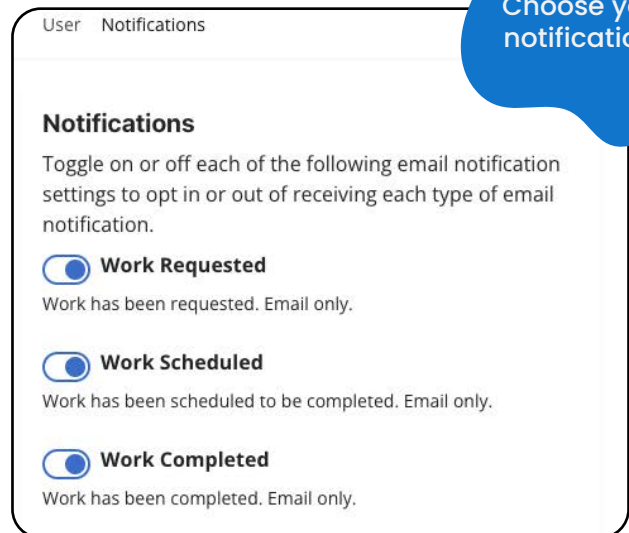 Choose
notificatio
User Notifications
Notifications
Toggle on or off each of the following email notification
settings to opt in or out of receiving each type of email
notification.
Work Requested
Work has been requested. Email only.
Work Scheduled
Work has been scheduled to be completed. Email only.
Work Completed
Work has been completed. Email only.